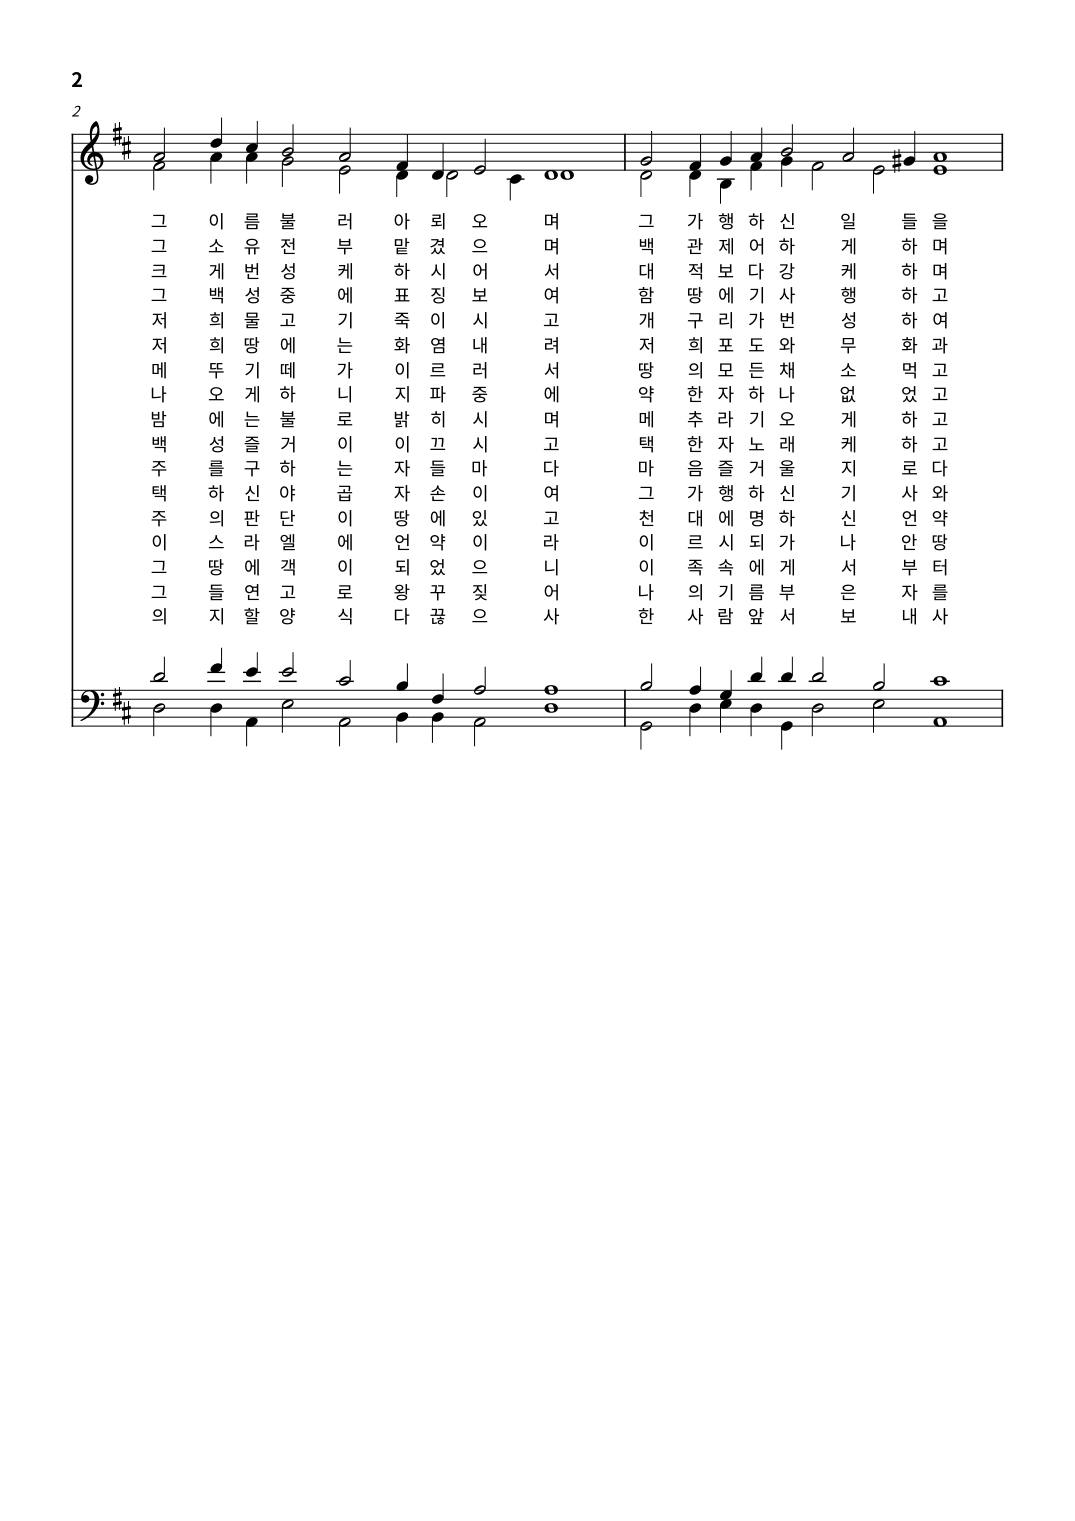 2
2
그 이 름 불 러 아 뢰 오 며 그 가 행 하 신 일 들 을
그 소 유 전 부 맡 겼 으 며 백 관 제 어 하 게 하 며
크 게 번 성 케 하 시 어 서 대 적 보 다 강 케 하 며
그 백 성 중 에 표 징 보 여 함 땅 에 기 사 행 하 고
저 희 물 고 기 죽 이 시 고 개 구 리 가 번 성 하 여
저 희 땅 에 는 화 염 내 려 저 희 포 도 와 무 화 과
메 뚜 기 떼 가 이 르 러 서 땅 의 모 든 채 소 먹 고
나 오 게 하 니 지 파 중 에 약 한 자 하 나 없 었 고
밤 에 는 불 로 밝 히 시 며 메 추 라 기 오 게 하 고
백 성 즐 거 이 이 끄 시 고 택 한 자 노 래 케 하 고
주 를 구 하 는 자 들 마 다 마 음 즐 거 울 지 로 다
택 하 신 야 곱 자 손 이 여 그 가 행 하 신 기 사 와
주 의 판 단 이 땅 에 있 고 천 대 에 명 하 신 언 약
이 스 라 엘 에 언 약 이 라 이 르 시 되 가 나 안 땅
그 땅 에 객 이 되 었 으 니 이 족 속 에 게 서 부 터
그 들 연 고 로 왕 꾸 짖 어 나 의 기 름 부 은 자 를
의 지 할 양 식 다 끊 으 사 한 사 람 앞 서 보 내 사